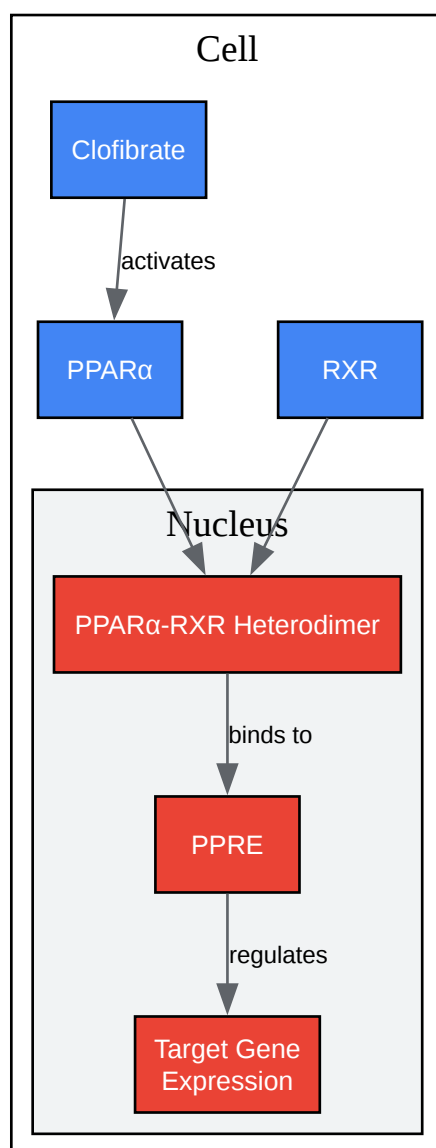 Cell
Clofibrate
activates
PPARα
RXR
Nucleus
PPARα-RXR Heterodimer
binds to
PPRE
regulates
Target Gene
Expression